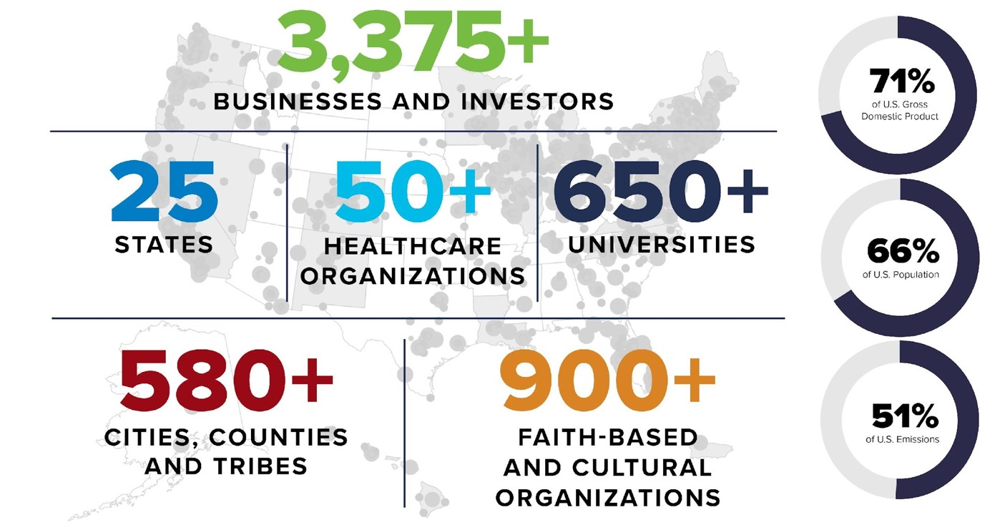 3,375+
BUSINESSES AND INVESTORS
25
STATES
50+
HEALTHCARE
ORGANIZATIONS
650+
UNIVERSITIES
580+
CITIES, COUNTIES
AND TRIBES
900+
FAITH-BASED
AND CULTURAL
ORGANIZATIONS
71%
of U.S. Gross
Domestic Product
66%
of U.S. Population
51%
of U.S. Emissions